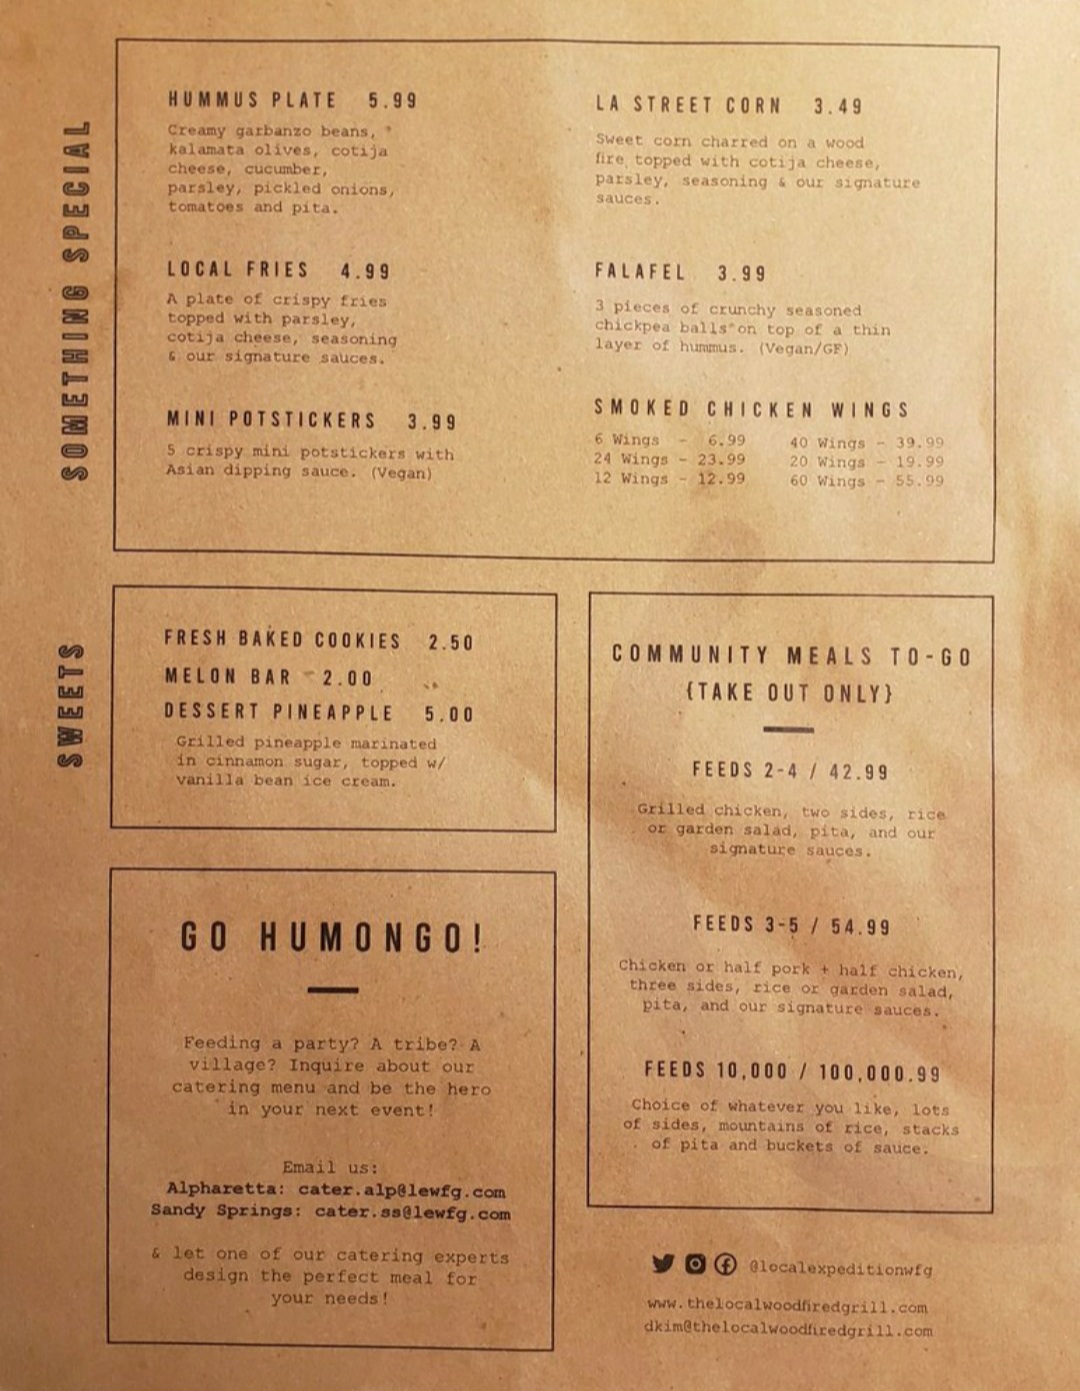 SOMETHING SPECIAL
HUMMUS PLATE 5.99
Creamy garbanzo beans,
kalamata olives, cotija
cheese, cucumber,
parsley, pickled onions,
tomatoes and pita.
LOCAL FRIES 4.99
A plate of crispy fries
topped with parsley,
cotija cheese, seasoning
& our signature sauces.
MINI POTSTICKERS 3.99
5 crispy mini potstickers with
Asian dipping sauce. (Vegan)
LA STREET CORN 3.49
Sweet corn charred on a wood
fire topped with cotija cheese,
parsley, seasoning & our signature
sauces.
FALAFEL 3.99
3 pieces of crunchy seasoned
chickpea balls on top of a thin
layer of hummus. (Vegan/GF)
SMOKED CHICKEN WINGS
6 Wings - 6.99 40 Wings - 39.99
24 Wings - 23.99 20 Wings - 19.99
12 Wings - 12.99 60 Wings - 55.99
SWEETS
FRESH BAKED COOKIES 2.50
MELON BAR 2.00
DESSERT PINEAPPLE 5.00
Grilled pineapple marinated
in cinnamon sugar, topped w/
vanilla bean ice cream.
GO HUMONGO!
Feeding a party? A tribe? A
village? Inquire about our
catering menu and be the hero
in your next event!
Email us:
Alpharetta: cater.alp@lewfg.com
Sandy Springs: cater.ss@lewfg.com
& let one of our catering experts
design the perfect meal for
your needs!
COMMUNITY MEALS TO-GO
{TAKE OUT ONLY}
FEEDS 2-4 / 42.99
Grilled chicken, two sides, rice
or garden salad, pita, and our
signature sauces.
FEEDS 3-5 / 54.99
Chicken or half pork + half chicken,
three sides, rice or garden salad,
pita, and our signature sauces.
FEEDS 10,000 / 100,000.99
Choice of whatever you like, lots
of sides, mountains of rice, stacks
of pita and buckets of sauce.
@localexpeditionwfg
www.thelocalwoodfiredgrill.com
dkim@thelocalwoodfiredgrill.com